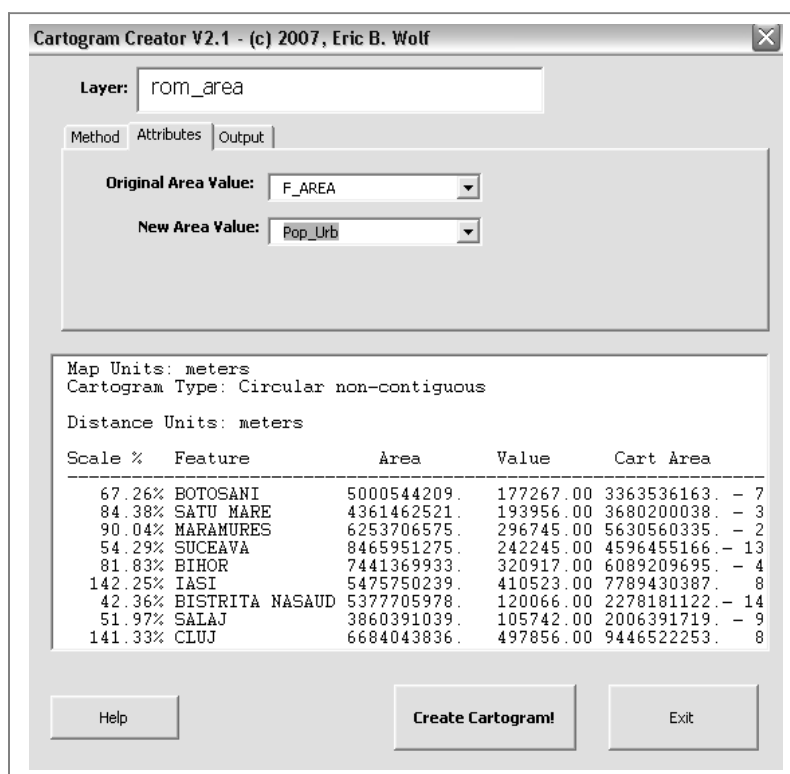 Cartogram Creator V2.1 - (c) 2007, Eric B. Wolf
Layer: rom_area
Method Attributes Output
Original Area Value: F_AREA
New Area Value: Pop_Urb
Map Units: meters
Cartogram Type: Circular non-contiguous
Distance Units: meters
Scale % Feature Area Value Cart Area
67.26% BOTOSANI 5000544209. 177267.00 3363536163. - 7
84.38% SATU MARE 4361462521. 193956.00 3680200038. - 3
90.04% MARAMURES 6253706575. 296745.00 5630560335. - 2
54.29% SUCEAVA 8465951275. 242245.00 4596455166.- 13
81.83% BIHOR 7441369933. 320917.00 6089209695. - 4
142.25% IASI 5475750239. 410523.00 7789430387. 8
42.36% BISTRITA NASAUD 5377705978. 120066.00 2278181122.- 14
51.97% SALAJ 3860391039. 105742.00 2006391719. - 9
141.33% CLUJ 6684043836. 497856.00 9446522253. 8
Help Create Cartogram! Exit